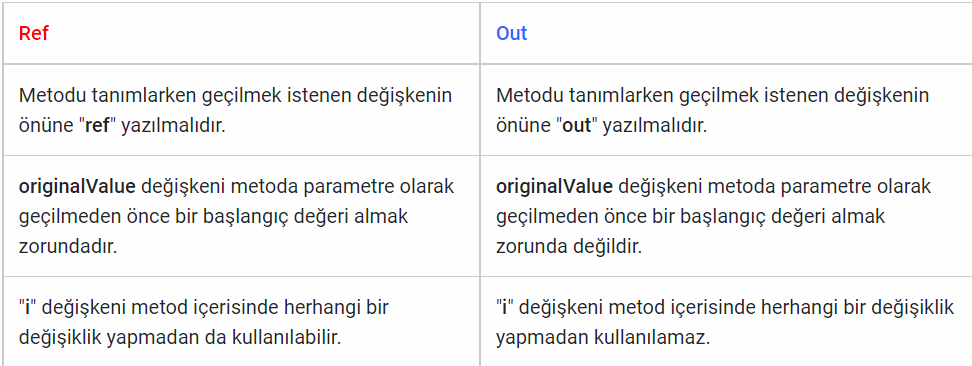 Ref
Out
Metodu tanımlarken geçilmek istenen değişkenin
önüne "ref" yazılmalıdır.
Metodu tanımlarken geçilmek istenen değişkenin
önüne "out" yazılmalıdır.
originalValue değişkeni metoda parametre olarak
geçilmeden önce bir başlangıç değeri almak
zorundadır.
originalValue değişkeni metoda parametre olarak
geçilmeden önce bir başlangıç değeri almak
zorunda değildir.
"i" değişkeni metod içerisinde herhangi bir
değişiklik yapmadan da kullanılabilir.
"i" değişkeni metod içerisinde herhangi bir değişiklik
yapmadan kullanılamaz.